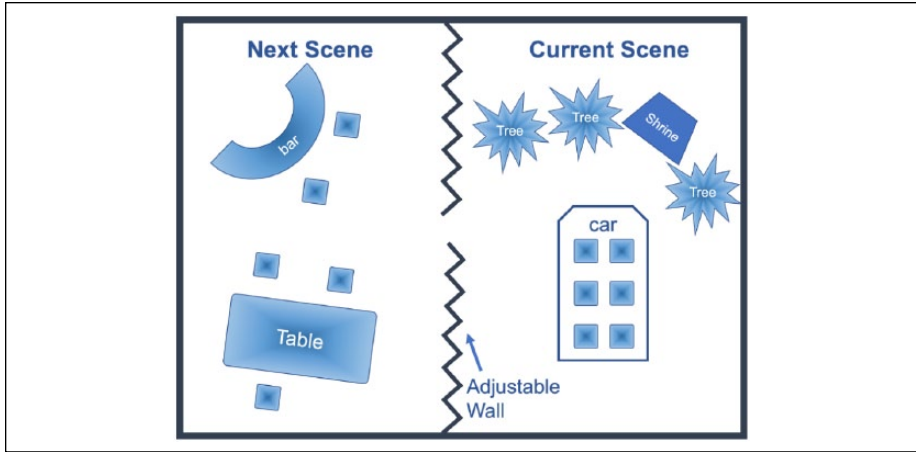 Next Scene
bar
Table
Current Scene
Tree
Tree
Shrine
Tree
car
Adjustable
Wall